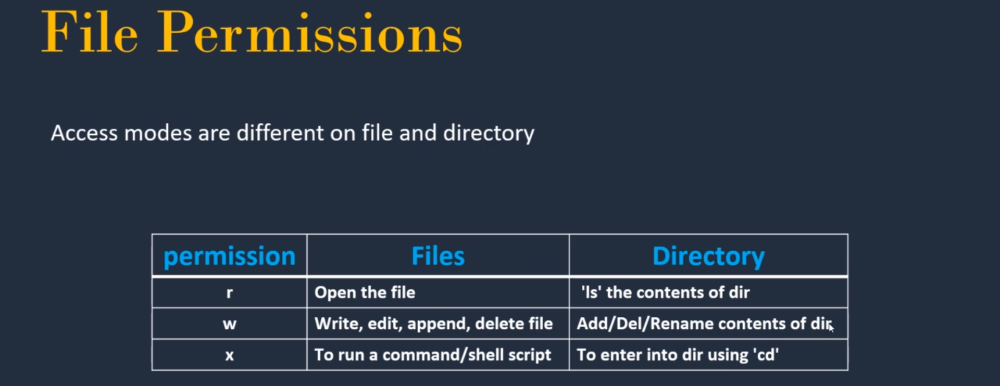 File Permissions
Access modes are different on file and directory
permission Files Directory
r Open the file 'ls' the contents of dir
w Write, edit, append, delete file Add/Del/Rename contents of dir
x To run a command/shell script To enter into dir using 'cd'